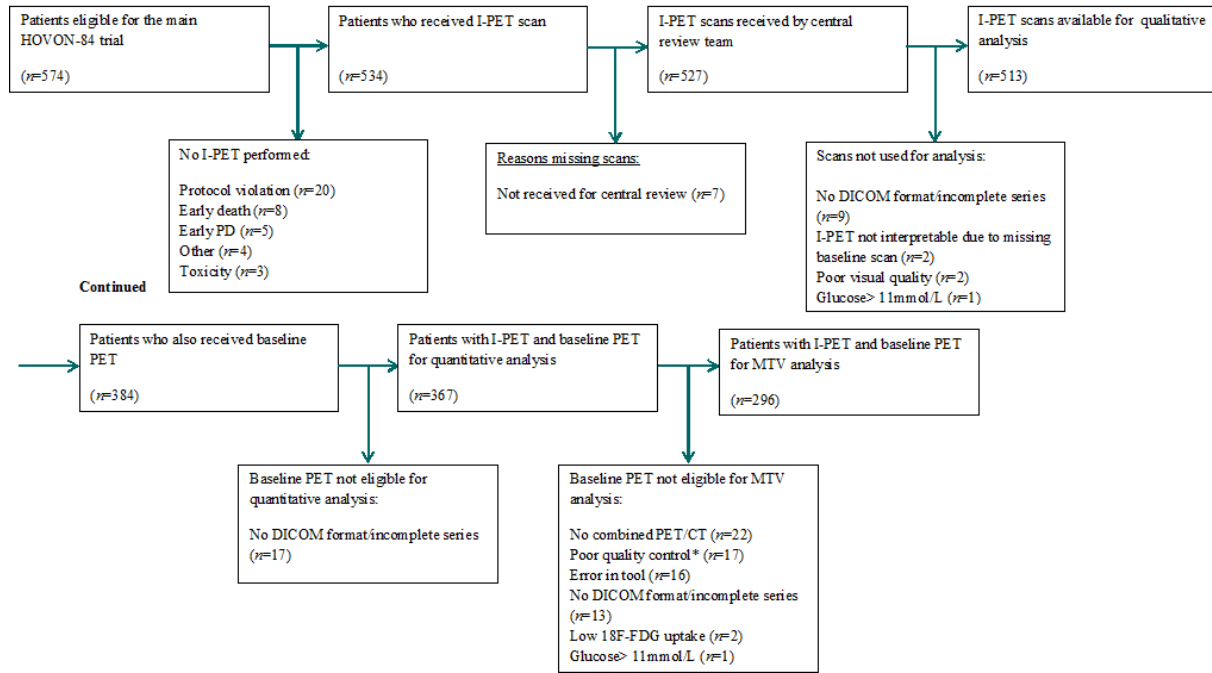 Patients eligible for the main
HOVON-84 trial
(n=574)
Patients who received I-PET scan
(n=534)
I-PET scans received by central
review team
(n=527)
I-PET scans available for qualitative
analysis
(n=513)
No I-PET performed:
Protocol violation (n=20)
Early death (n=8)
Early PD (n=5)
Other (n=4)
Toxicity (n=3)
Reasons missing scans:
Not received for central review (n=7)
Scans not used for analysis:
No DICOM format/incomplete series
(n=9)
I-PET not interpretable due to missing
baseline scan (n=2)
Poor visual quality (n=2)
Glucose> 11mmol/L (n=1)
Continued
Patients who also received baseline
PET
(n=384)
Patients with I-PET and baseline PET
for quantitative analysis
(n=367)
Patients with I-PET and baseline PET
for MTV analysis
(n=296)
Baseline PET not eligible for
quantitative analysis:
No DICOM format/incomplete series
(n=17)
Baseline PET not eligible for MTV
analysis:
No combined PET/CT (n=22)
Poor quality control* (n=17)
Error in tool (n=16)
No DICOM format/incomplete series
(n=13)
Low 18F-FDG uptake (n=2)
Glucose> 11mmol/L (n=1)